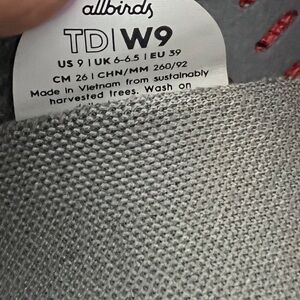 allbirds
TD|W9
US 9 | UK 6-6.5 | EU 39
CM 26 | CHN/MM 260/92
Made in Vietnam from sustainably
harvested trees. Wash on